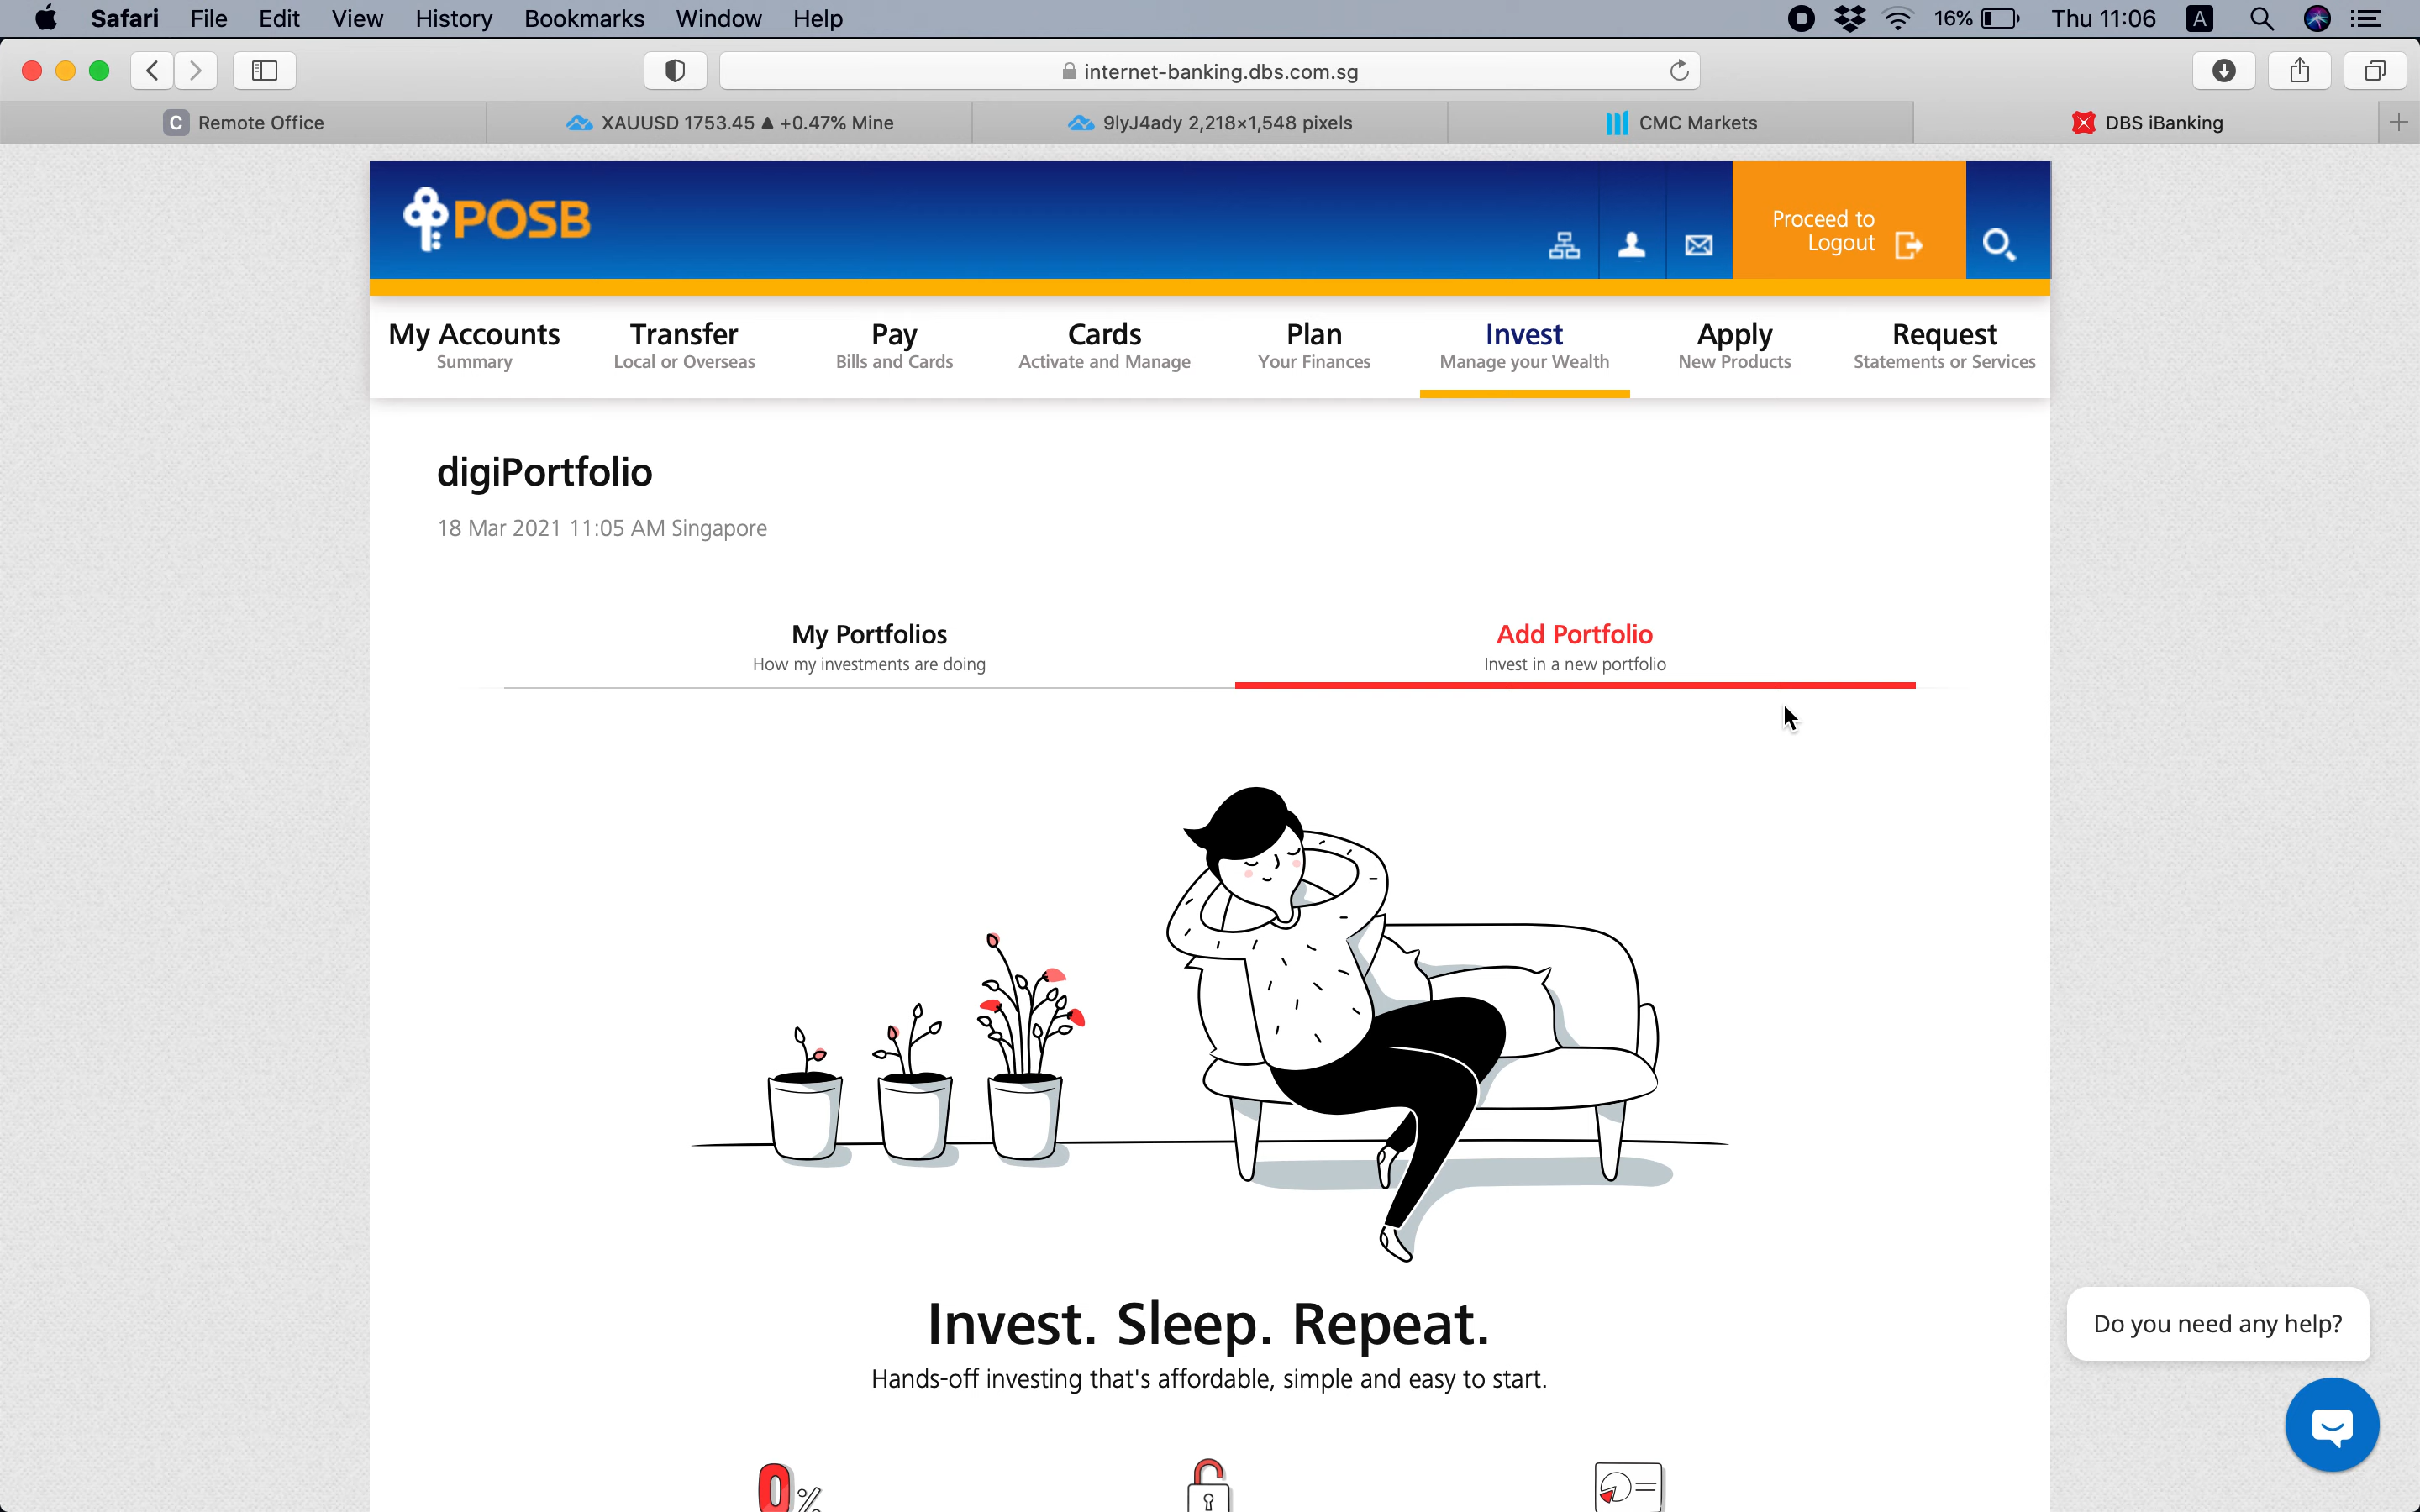 Safari File Edit View History Bookmarks Window Help 16% Thu 11:06 A
internet-banking.dbs.com.sg
C Remote Office XAUUSD 1753.45 ▲ +0.47% Mine 9lyJ4ady 2,218×1,548 pixels CMC Markets DBS iBanking
POSB
Proceed to
Logout
My Accounts Transfer Pay Cards Plan Invest Apply Request
Summary Local or Overseas Bills and Cards Activate and Manage Your Finances Manage your Wealth New Products Statements or Services
digiPortfolio
18 Mar 2021 11:05 AM Singapore
My Portfolios Add Portfolio
How my investments are doing Invest in a new portfolio
Invest. Sleep. Repeat.
Do you need any help?
Hands-off investing that's affordable, simple and easy to start.
0%